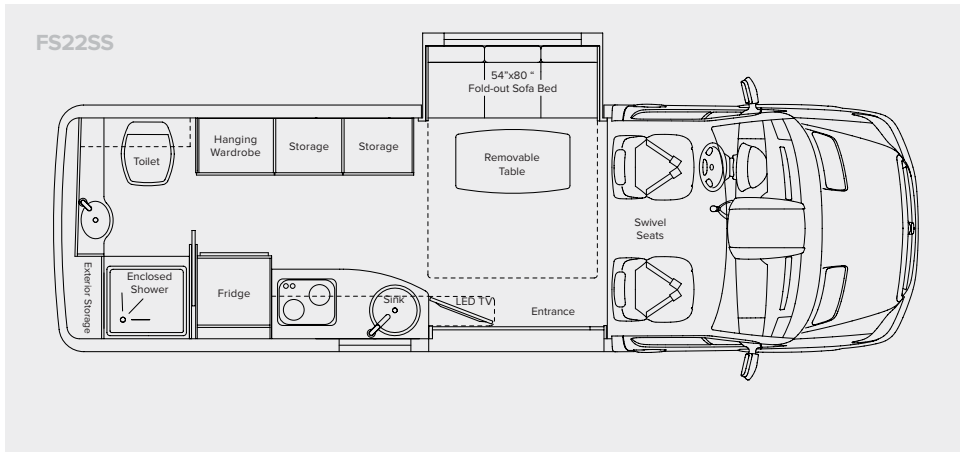 FS22SS
54"x80 "
Fold-out Sofa Bed
Hanging
Wardrobe
Storage
Storage
Toilet
Removable
Table
Swivel
Seats
Exterior Storage
Enclosed
Shower
Fridge
Sink
LED TV
Entrance